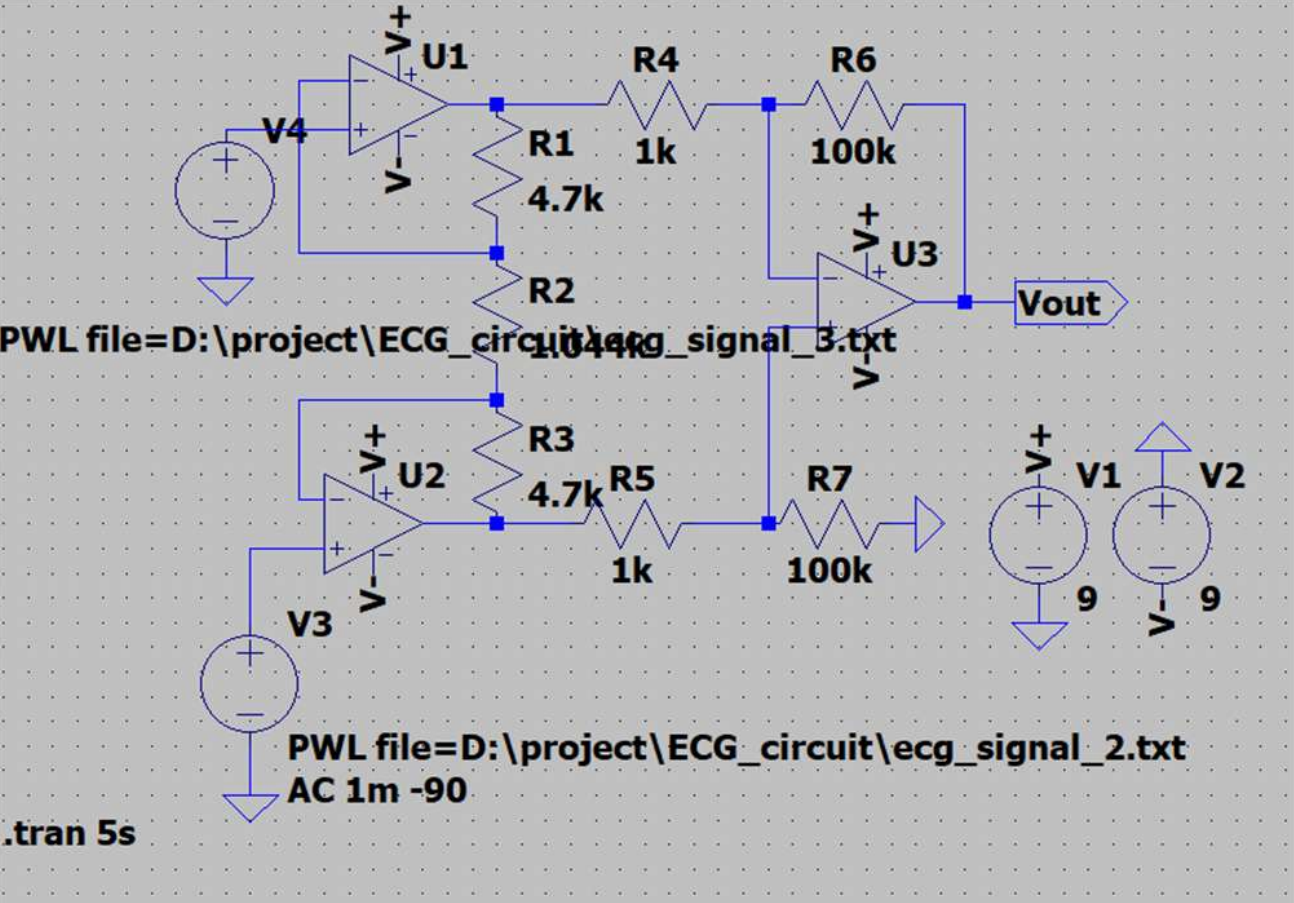 V+
U1
R4
R6
V4
V-
R1
1k
100k
4.7k
V+
U3
R2
Vout
PWL file=D:\project\ECG_circuit\ecg_signal_3.txt
1.044k
V-
V+
R3
V+
U2
4.7k
R5
R7
V1
V2
V-
1k
100k
9
V-
9
V3
PWL file=D:\project\ECG_circuit\ecg_signal_2.txt
AC 1m -90
.tran 5s